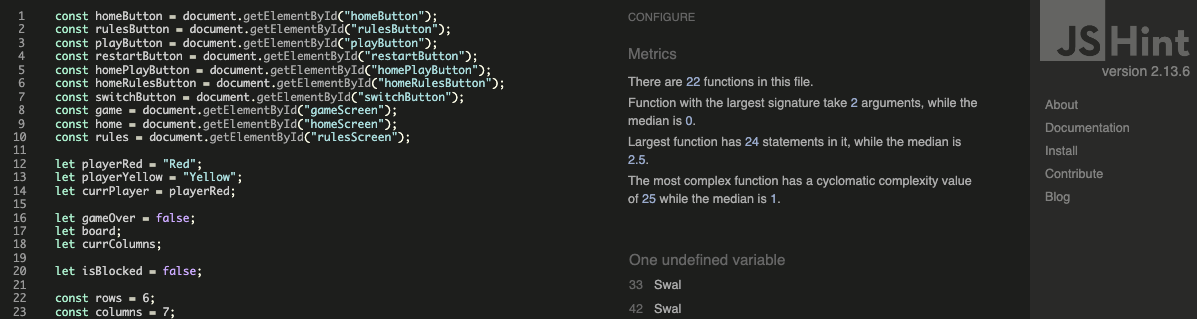 1 const homeButton = document.getElementById("homeButton");
2 const rulesButton = document.getElementById("rulesButton");
3 const playButton = document.getElementById("playButton");
4 const restartButton = document.getElementById("restartButton");
5 const homePlayButton = document.getElementById("homePlayButton");
6 const homeRulesButton = document.getElementById("homeRulesButton");
7 const switchButton = document.getElementById("switchButton");
8 const game = document.getElementById("gameScreen");
9 const home = document.getElementById("homeScreen");
10 const rules = document.getElementById("rulesScreen");
11
12 let playerRed = "Red";
13 let playerYellow = "Yellow";
14 let currPlayer = playerRed;
15
16 let gameOver = false;
17 let board;
18 let currColumns;
19
20 let isBlocked = false;
21
22 const rows = 6;
23 const columns = 7;
CONFIGURE
Metrics
There are 22 functions in this file.
Function with the largest signature take 2 arguments, while the
median is 0.
Largest function has 24 statements in it, while the median is
2.5.
The most complex function has a cyclomatic complexity value
of 25 while the median is 1.
One undefined variable
33 Swal
42 Swal
JSHint
version 2.13.6
About
Documentation
Install
Contribute
Blog